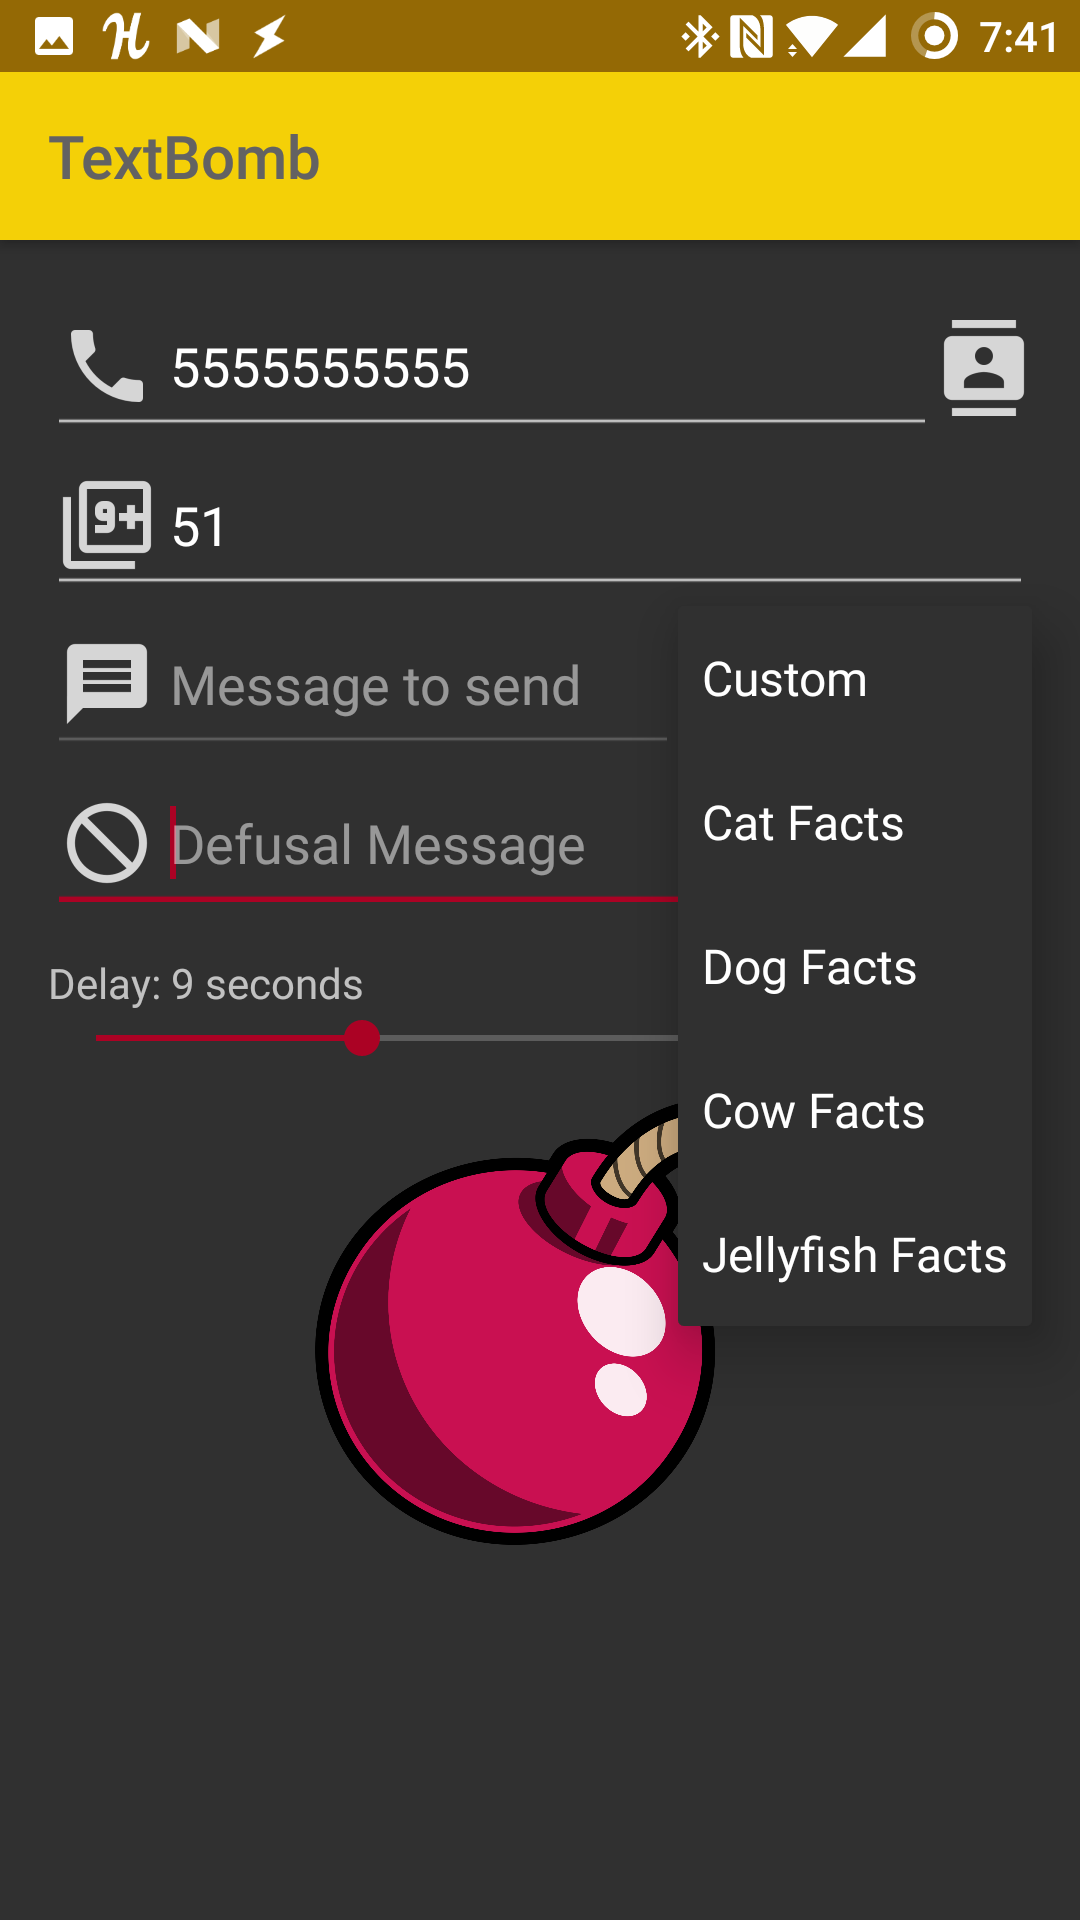 7:41
TextBomb
5555555555
9+
51
Message to send
Custom
Cat Facts
Defusal Message
Dog Facts
Delay: 9 seconds
Cow Facts
Jellyfish Facts